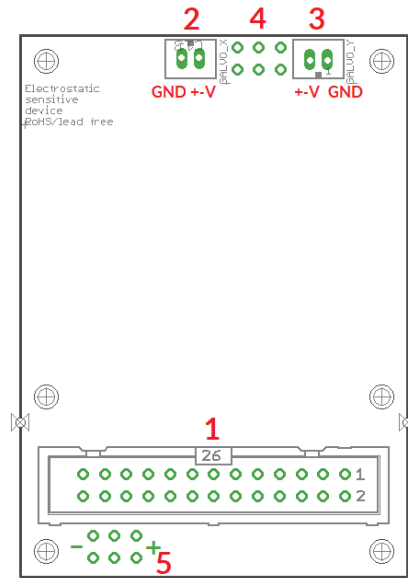 2 4 3
GALVO_X
GALVO_Y
1
GND +-V
+-V GND
Electrostatic
sensitive
device
RoHS/lead free
1
26
1
2
- +
5